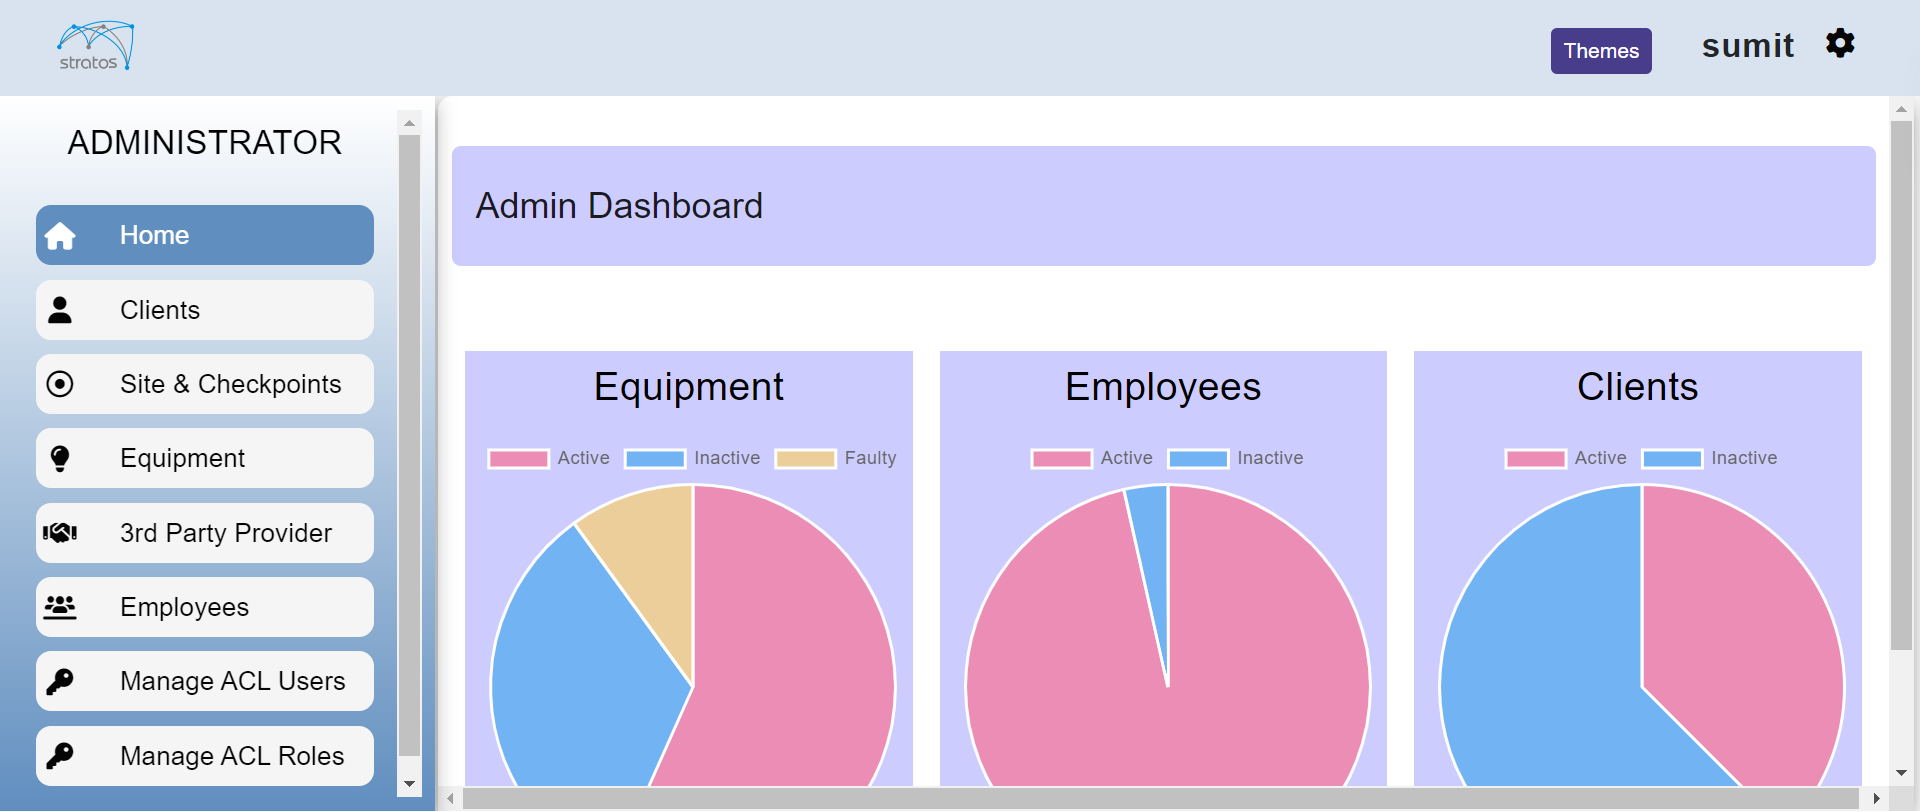 stratos
Themes
sumit
ADMINISTRATOR
Home
Clients
Site & Checkpoints
Equipment
3rd Party Provider
Employees
Manage ACL Users
Manage ACL Roles
Admin Dashboard
Equipment
Active Inactive Faulty
Employees
Active Inactive
Clients
Active Inactive